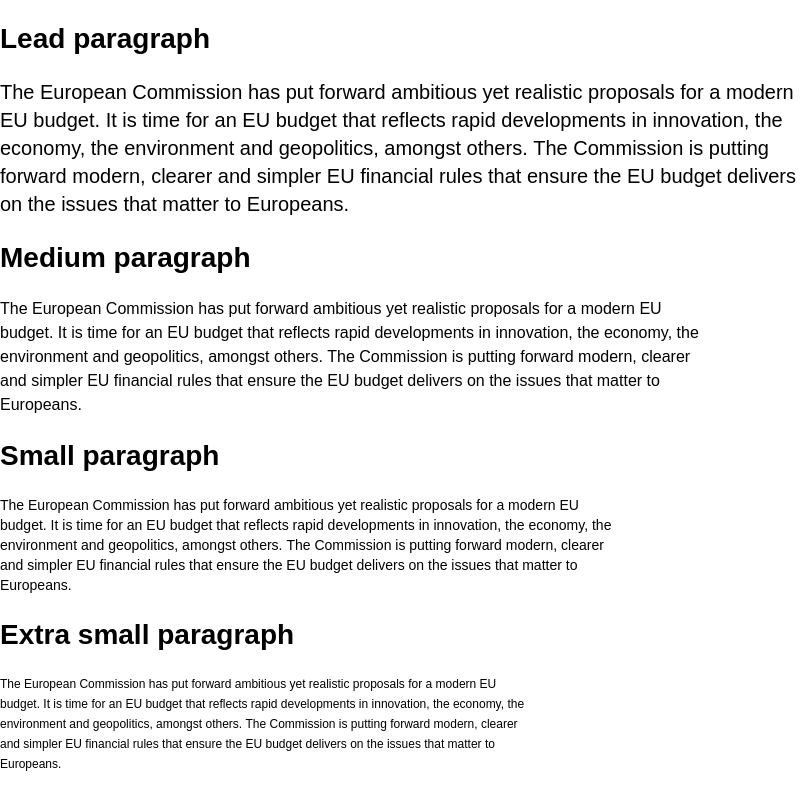 Lead paragraph
The European Commission has put forward ambitious yet realistic proposals for a modern
EU budget. It is time for an EU budget that reflects rapid developments in innovation, the
economy, the environment and geopolitics, amongst others. The Commission is putting
forward modern, clearer and simpler EU financial rules that ensure the EU budget delivers
on the issues that matter to Europeans.
Medium paragraph
The European Commission has put forward ambitious yet realistic proposals for a modern EU
budget. It is time for an EU budget that reflects rapid developments in innovation, the economy, the
environment and geopolitics, amongst others. The Commission is putting forward modern, clearer
and simpler EU financial rules that ensure the EU budget delivers on the issues that matter to
Europeans.
Small paragraph
The European Commission has put forward ambitious yet realistic proposals for a modern EU
budget. It is time for an EU budget that reflects rapid developments in innovation, the economy, the
environment and geopolitics, amongst others. The Commission is putting forward modern, clearer
and simpler EU financial rules that ensure the EU budget delivers on the issues that matter to
Europeans.
Extra small paragraph
The European Commission has put forward ambitious yet realistic proposals for a modern EU
budget. It is time for an EU budget that reflects rapid developments in innovation, the economy, the
environment and geopolitics, amongst others. The Commission is putting forward modern, clearer
and simpler EU financial rules that ensure the EU budget delivers on the issues that matter to
Europeans.